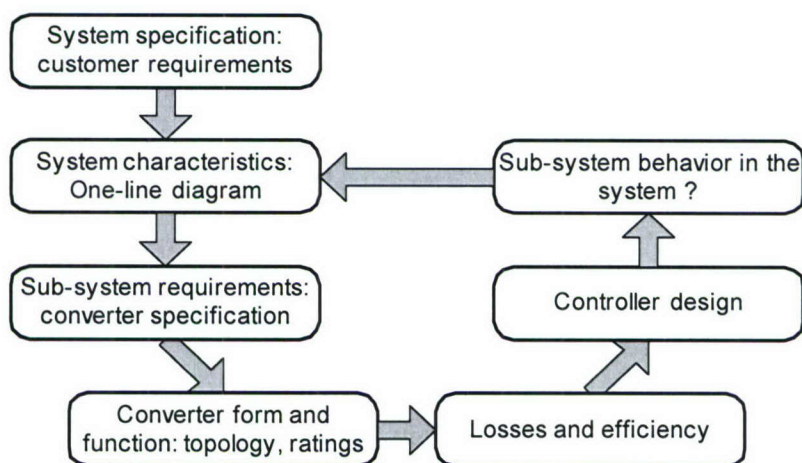 System specification:
customer requirements
System characteristics:
One-line diagram
Sub-system behavior in the
system ?
Sub-system requirements:
converter specification
Controller design
Converter form and
function: topology, ratings
Losses and efficiency